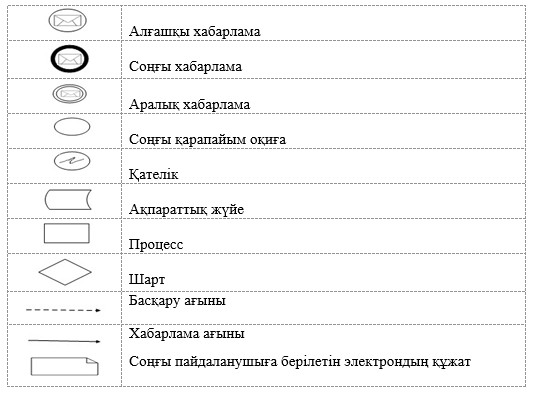 Алғашқы хабарлама
Соңғы хабарлама
Аралық хабарлама
Соңғы қарапайым оқиға
Қателік
Ақпараттық жүйе
Процесс
Шарт
Басқару ағыны
Хабарлама ағыны
Соңғы пайдаланушыға берілетін электрондың құжат